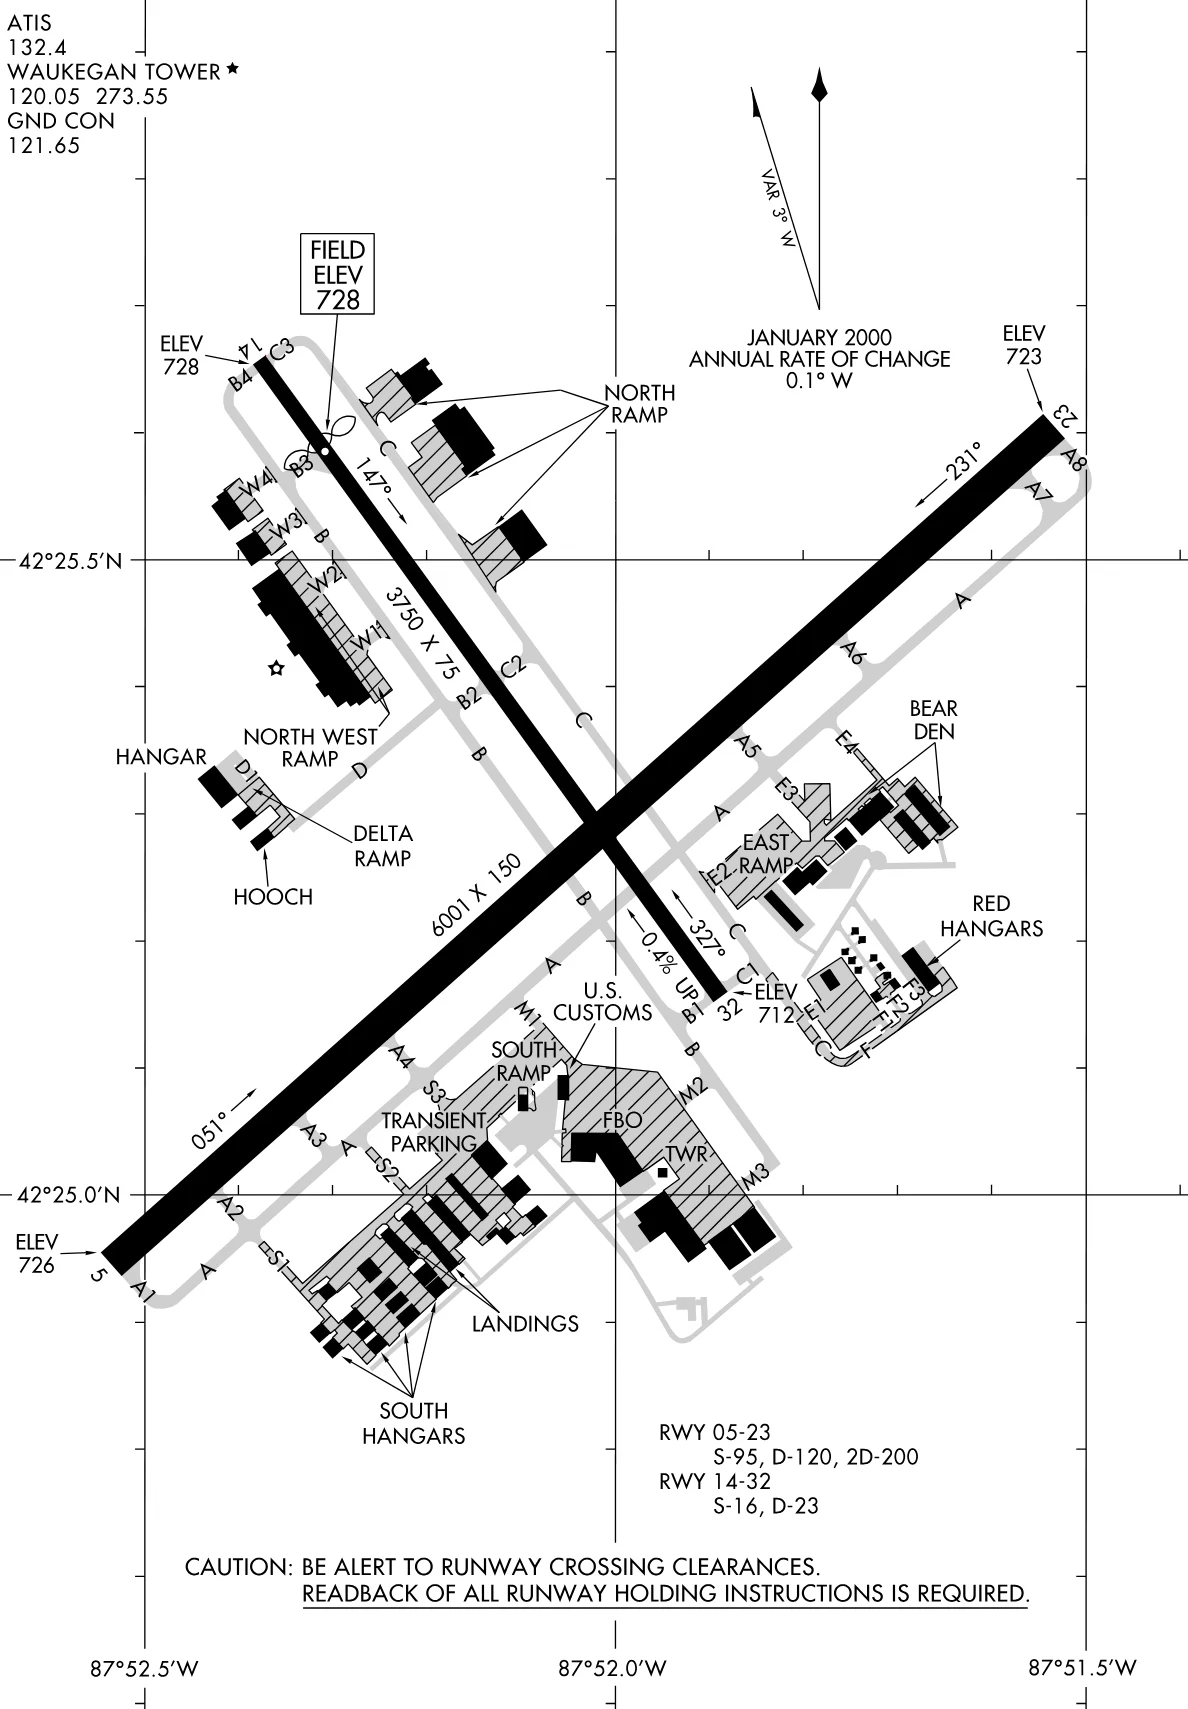 ATIS
132.4
WAUKEGAN TOWER
120.05 273.55
GND CON
121.65
VAR 3° W
JANUARY 2000
ANNUAL RATE OF CHANGE
0.1° W
FIELD
ELEV
728
ELEV
728
14
C3
B4
B3
147°
C
NORTH
RAMP
ELEV
723
23
231°
A8
A7
W4
W3
W2
W1
B
42°25.5'N
3750 X 75
C2
B2
C
B
A
A6
A5
NORTH WEST
RAMP
HANGAR
D1
D
DELTA
RAMP
HOOCH
BEAR
DEN
E4
E3
A
EAST
RAMP
E2
6001 X 150
B
C
327°
0.4% UP
C1
RED
HANGARS
F3
F2
F1
E1
C
F
ELEV
712
32
B1
B
M2
M3
A
M1
U.S.
CUSTOMS
SOUTH
RAMP
A4
S3
TRANSIENT
PARKING
FBO
TWR
051°
A3
A
S2
42°25.0'N
A2
S1
A
A1
ELEV
726
5
LANDINGS
SOUTH
HANGARS
RWY 05-23
S-95, D-120, 2D-200
RWY 14-32
S-16, D-23
CAUTION: BE ALERT TO RUNWAY CROSSING CLEARANCES.
READBACK OF ALL RUNWAY HOLDING INSTRUCTIONS IS REQUIRED.
87°52.5'W
87°52.0'W
87°51.5'W